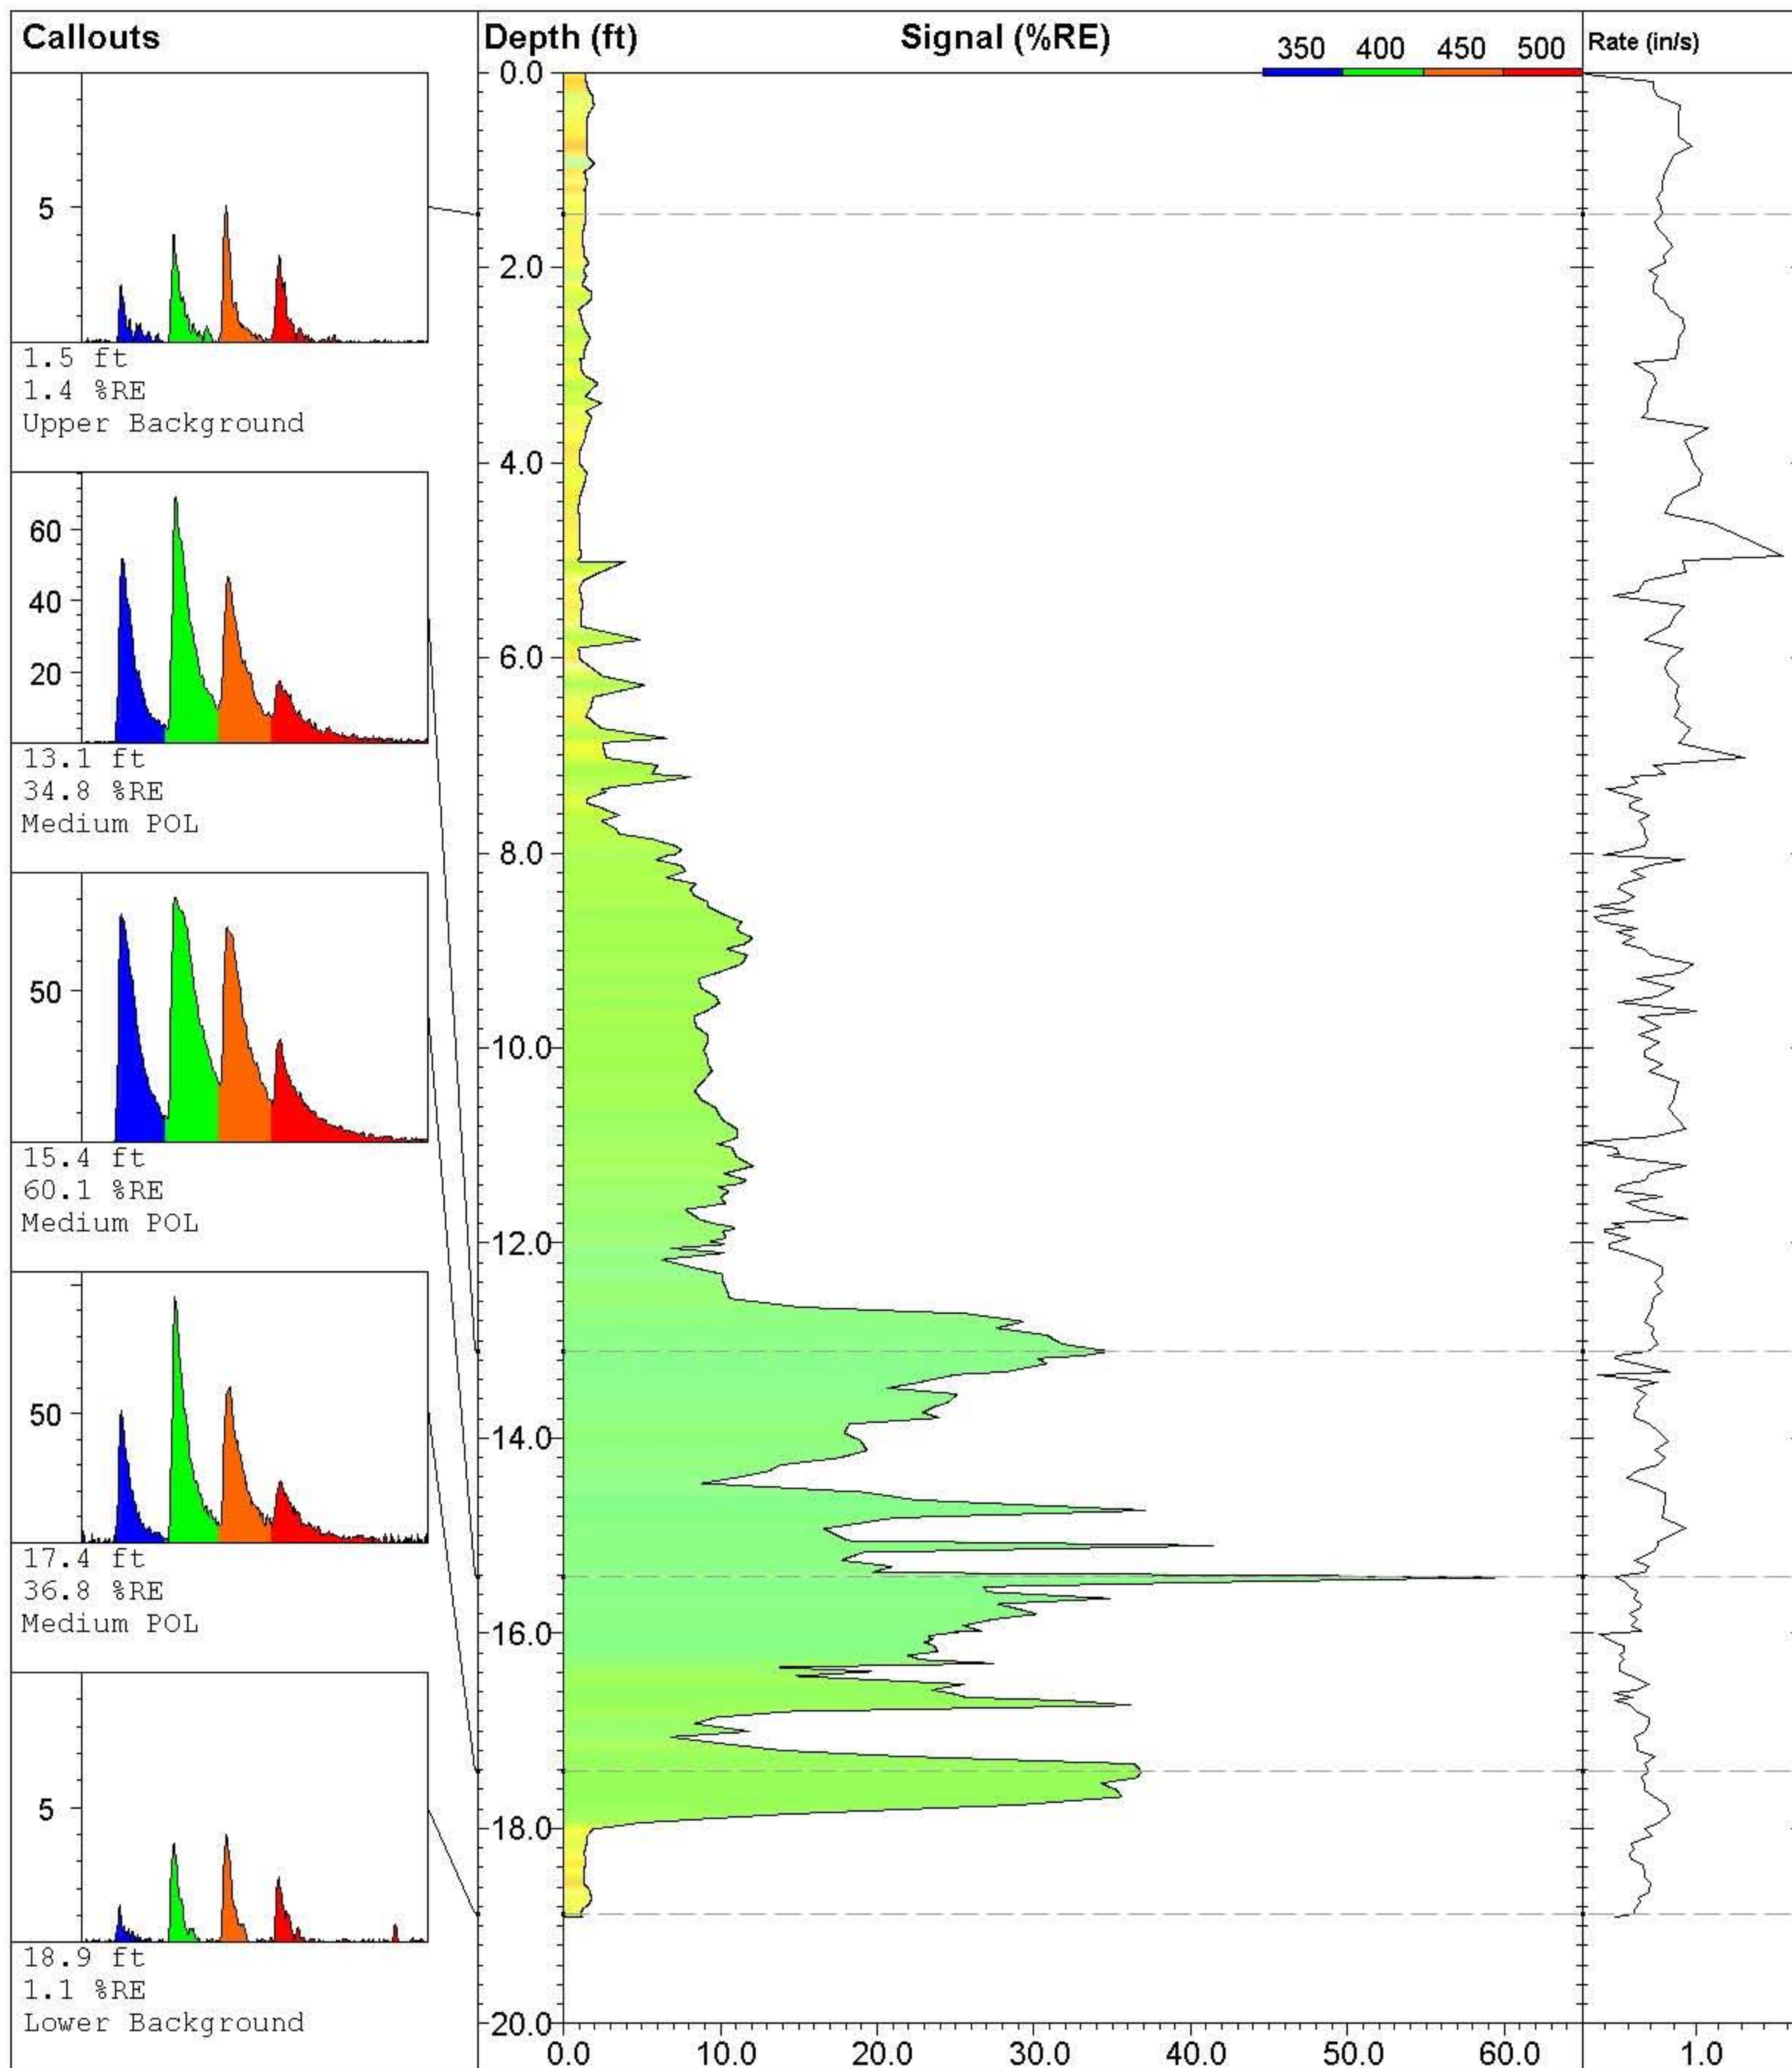 Callouts
Depth (ft)
Signal (%RE)
350 400 450 500
Rate (in/s)
5
1.5 ft
1.4 %RE
Upper Background
60
40
20
13.1 ft
34.8 %RE
Medium POL
50
15.4 ft
60.1 %RE
Medium POL
50
17.4 ft
36.8 %RE
Medium POL
5
18.9 ft
1.1 %RE
Lower Background
0.0
2.0
4.0
6.0
8.0
10.0
12.0
14.0
16.0
18.0
20.0
0.0 10.0 20.0 30.0 40.0 50.0 60.0
1.0